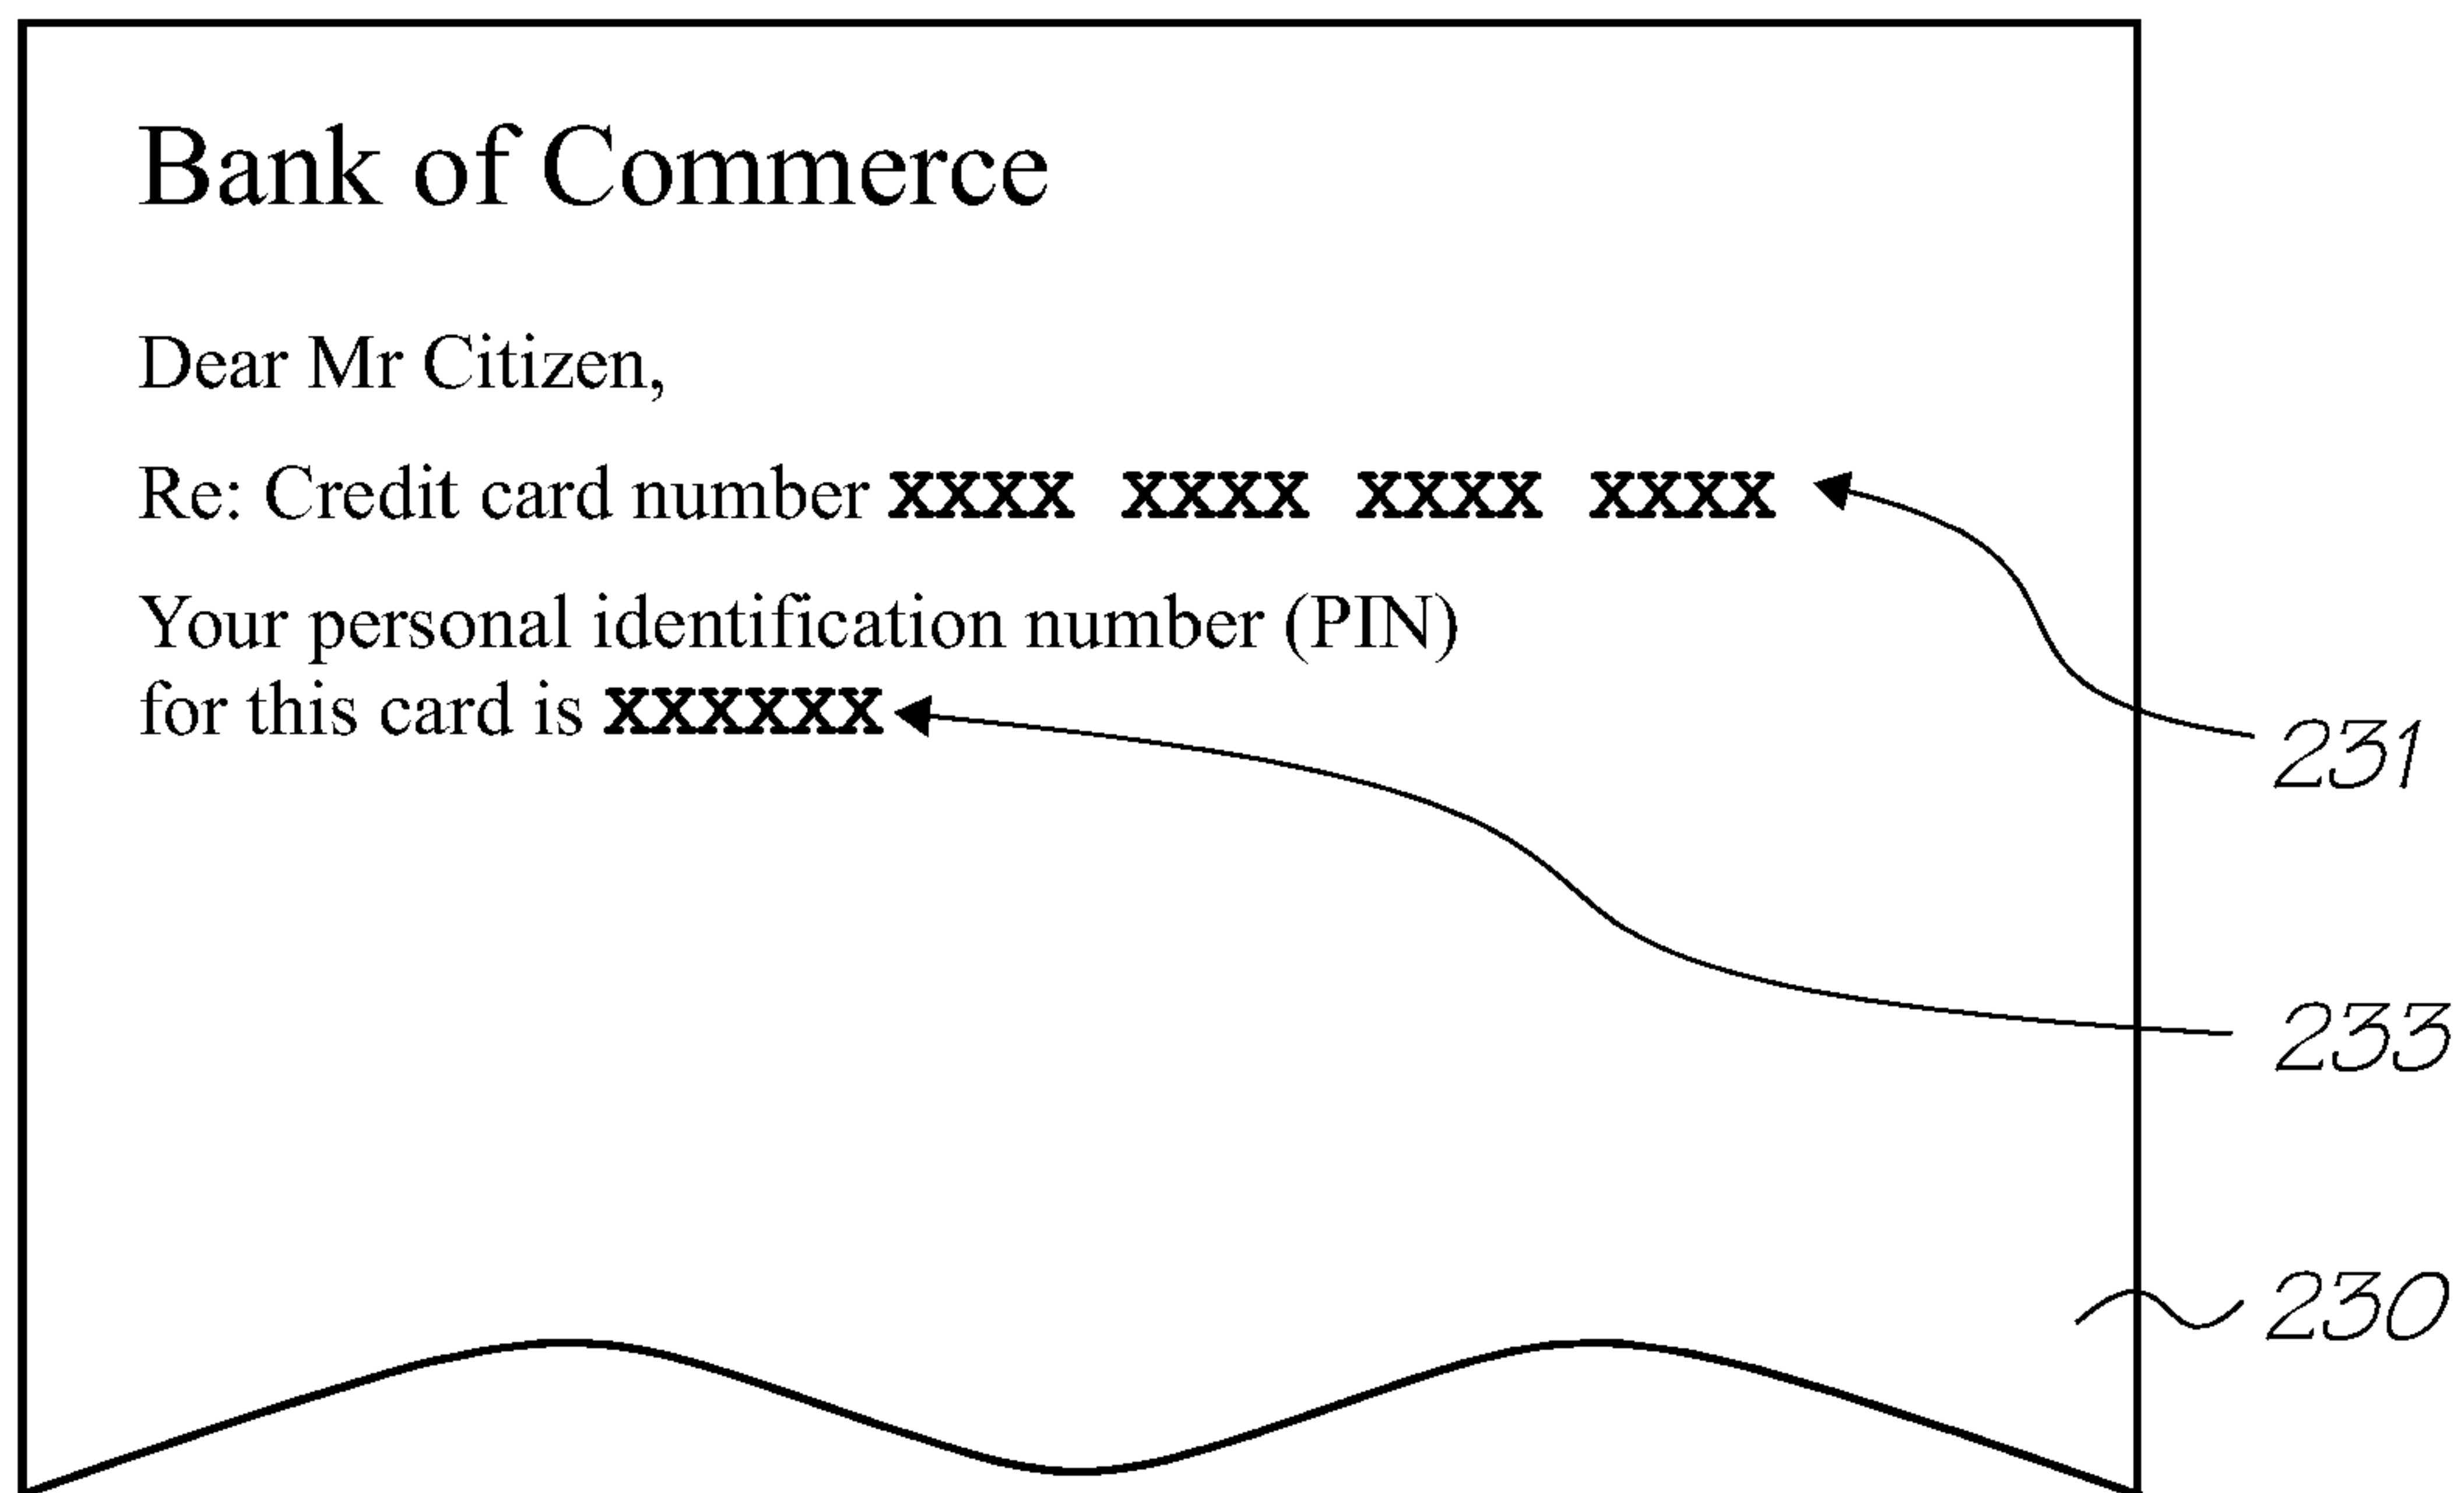 Bank of Commerce
Dear Mr Citizen,
Re: Credit card number xxxx xxxx xxxx xxxx
Your personal identification number (PIN)
for this card is xxxxxx
231
233
230